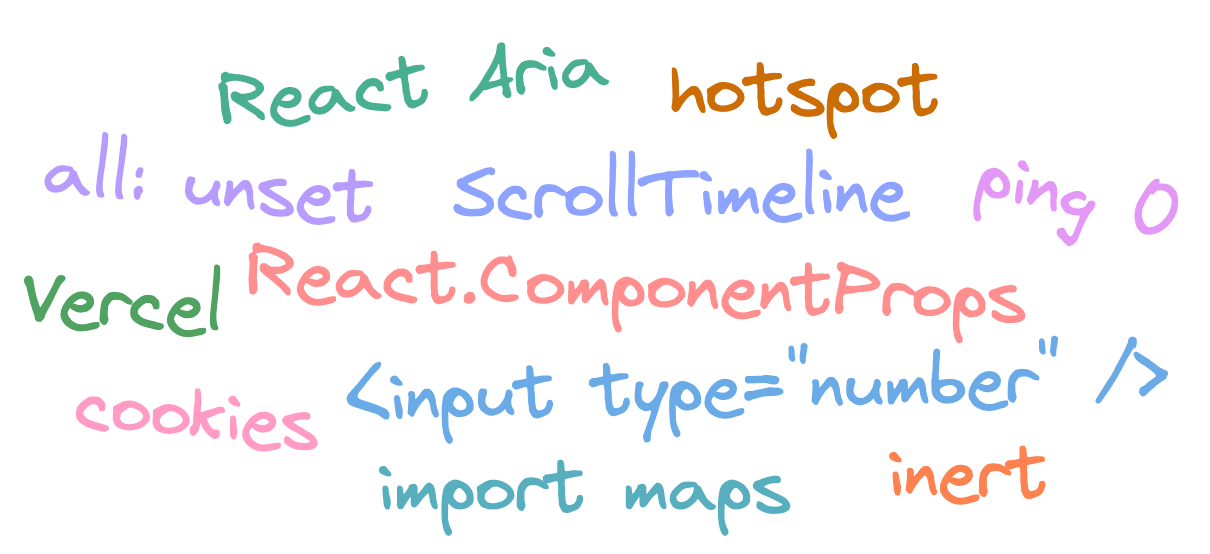 React Aria
hotspot
all: unset
ScrollTimeline
ping 0
Vercel
React.ComponentProps
cookies
<input type="number" />
import maps
inert